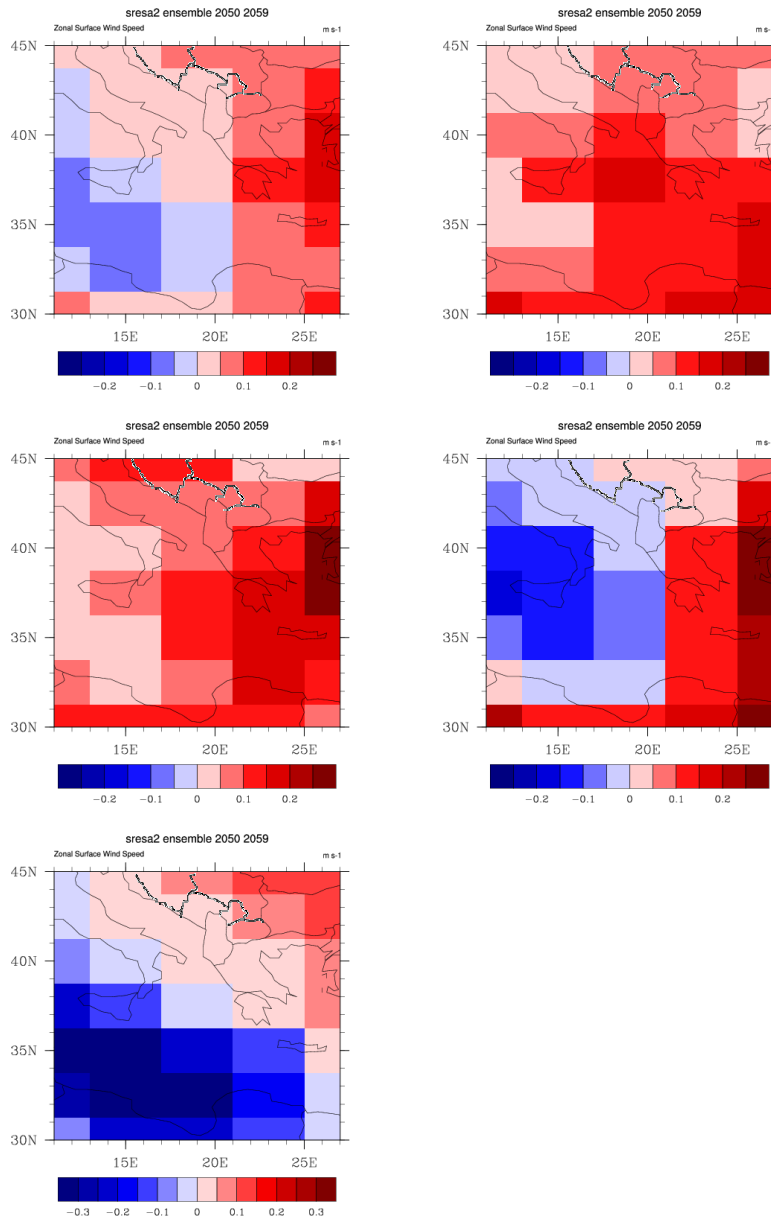 sresa2 ensemble 2050 2059
Zonal Surface Wind Speed m s-1
45N
40N
35N
30N
15E 20E 25E
−0.2 −0.1 0 0.1 0.2
sresa2 ensemble 2050 2059
Zonal Surface Wind Speed m s-1
45N
40N
35N
30N
15E 20E 25E
−0.2 −0.1 0 0.1 0.2
sresa2 ensemble 2050 2059
Zonal Surface Wind Speed m s-1
45N
40N
35N
30N
15E 20E 25E
−0.2 −0.1 0 0.1 0.2
sresa2 ensemble 2050 2059
Zonal Surface Wind Speed m s-1
45N
40N
35N
30N
15E 20E 25E
−0.2 −0.1 0 0.1 0.2
sresa2 ensemble 2050 2059
Zonal Surface Wind Speed m s-1
45N
40N
35N
30N
15E 20E 25E
−0.3 −0.2 −0.1 0 0.1 0.2 0.3